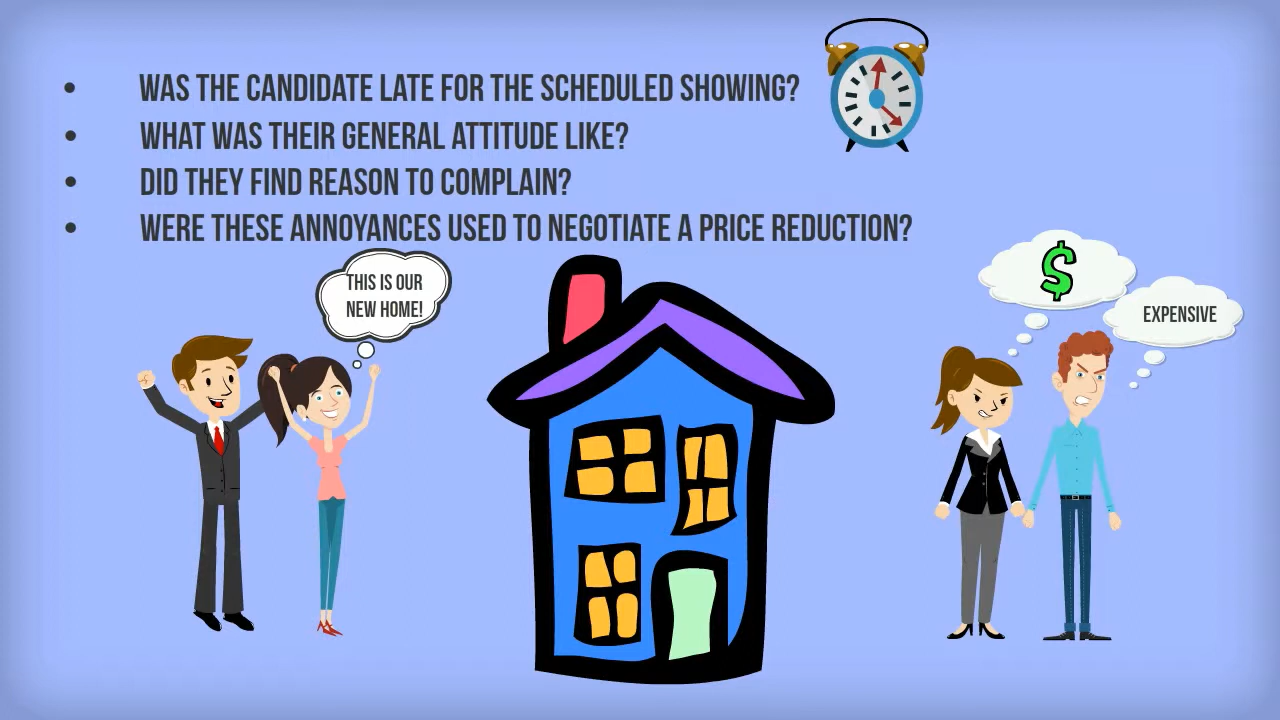 • WAS THE CANDIDATE LATE FOR THE SCHEDULED SHOWING?
• WHAT WAS THEIR GENERAL ATTITUDE LIKE?
• DID THEY FIND REASON TO COMPLAIN?
• WERE THESE ANNOYANCES USED TO NEGOTIATE A PRICE REDUCTION?
THIS IS OUR
NEW HOME!
$
EXPENSIVE